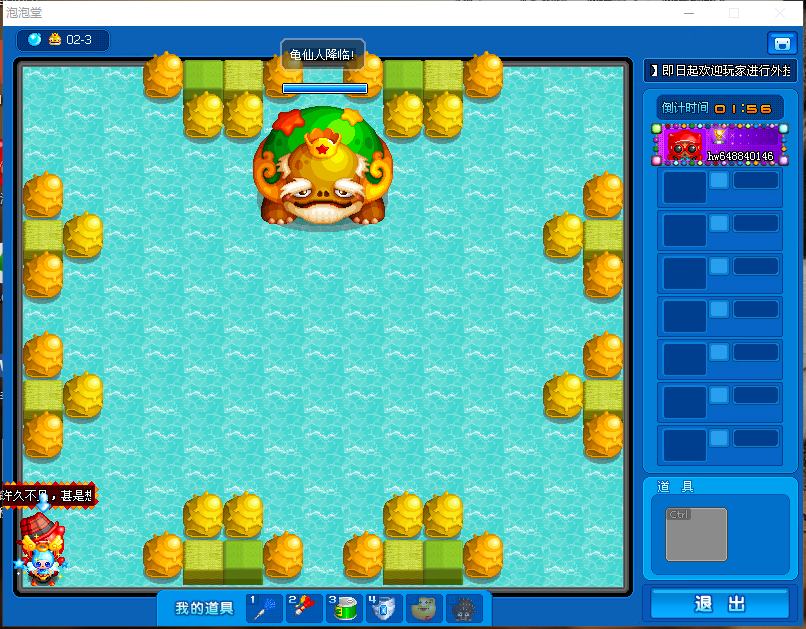 泡泡堂
02-3
龟仙人降临!
】即日起欢迎玩家进行外挂
倒计时间 01:56
hw648840146
许久不见，甚是想
道 具
Ctrl
我的道具 1 2 3 4
退 出